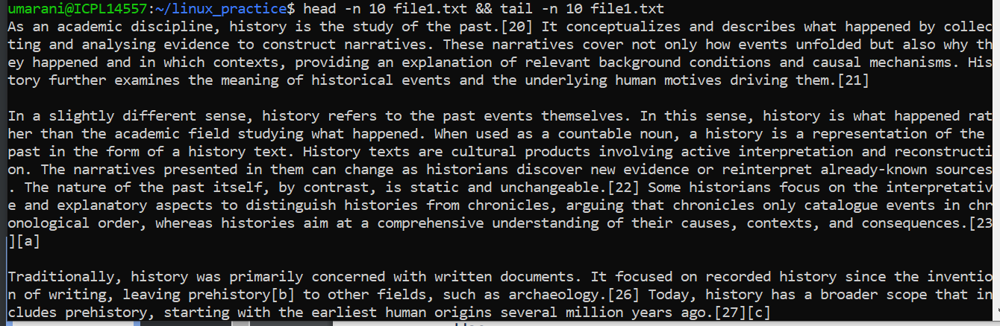 umarani@ICPL14557:~/linux_practice$ head -n 10 file1.txt && tail -n 10 file1.txt
As an academic discipline, history is the study of the past.[20] It conceptualizes and describes what happened by collec
ting and analysing evidence to construct narratives. These narratives cover not only how events unfolded but also why th
ey happened and in which contexts, providing an explanation of relevant background conditions and causal mechanisms. His
tory further examines the meaning of historical events and the underlying human motives driving them.[21]
In a slightly different sense, history refers to the past events themselves. In this sense, history is what happened rat
her than the academic field studying what happened. When used as a countable noun, a history is a representation of the
past in the form of a history text. History texts are cultural products involving active interpretation and reconstructi
on. The narratives presented in them can change as historians discover new evidence or reinterpret already-known sources
. The nature of the past itself, by contrast, is static and unchangeable.[22] Some historians focus on the interpretativ
e and explanatory aspects to distinguish histories from chronicles, arguing that chronicles only catalogue events in chr
onological order, whereas histories aim at a comprehensive understanding of their causes, contexts, and consequences.[23
][a]
Traditionally, history was primarily concerned with written documents. It focused on recorded history since the inventio
n of writing, leaving prehistory[b] to other fields, such as archaeology.[26] Today, history has a broader scope that in
cludes prehistory, starting with the earliest human origins several million years ago.[27][c]